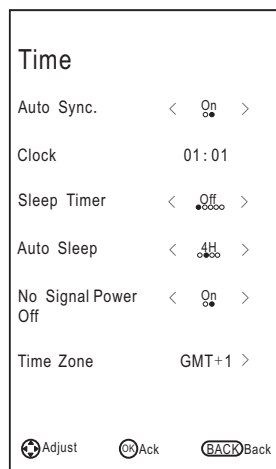 Time
Auto Sync. < On >
Clock 01:01
Sleep Timer < Off >
Auto Sleep < 4H >
No Signal Power < On >
Off
Time Zone GMT+1 >
Adjust OK Ack BACK Back